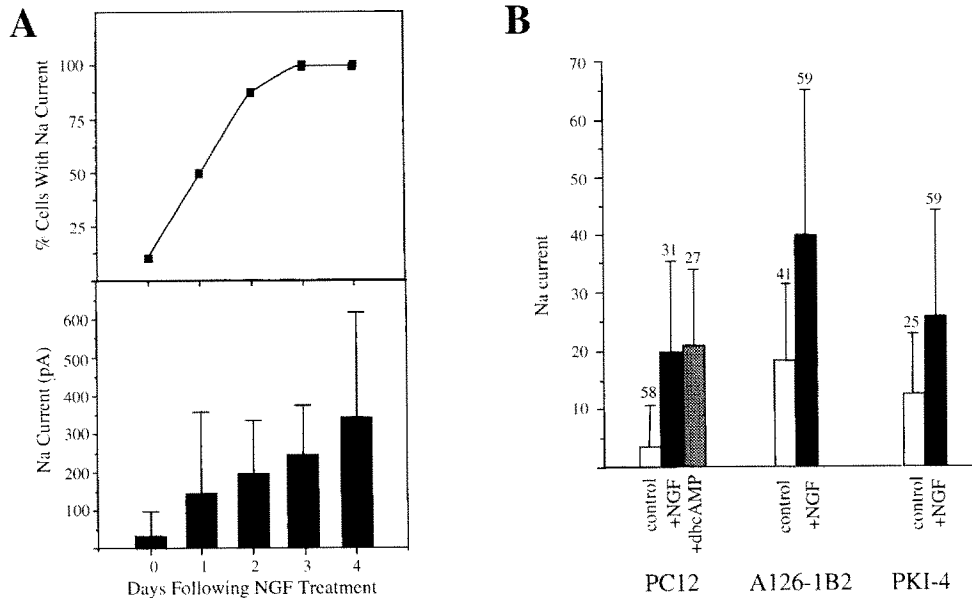 A
% Cells With Na Current
100
75
50
25
Na Current (pA)
600
500
400
300
200
100
0 1 2 3 4
Days Following NGF Treatment
B
Na current
70
60
50
40
30
20
10
58
31
27
41
59
25
59
control
+NGF
+dbcAMP
control
+NGF
control
+NGF
PC12 A126-1B2 PKI-4